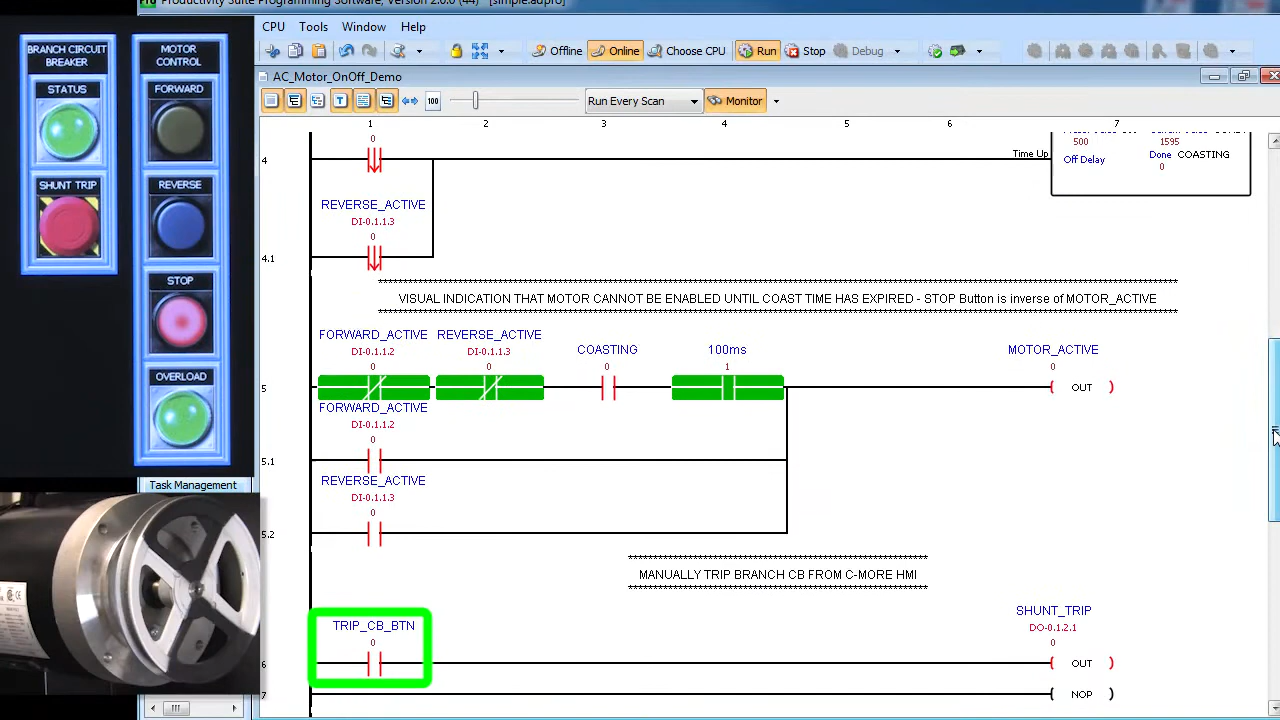 Productivity Suite Programming Software, Version 2.0.0 (44) [simple.adpro]
CPU Tools Window Help
Offline Online Choose CPU Run Stop Debug
AC_Motor_OnOff_Demo
100 Run Every Scan Monitor
1 2 3 4 5 6 7
BRANCH CIRCUIT
BREAKER
STATUS
SHUNT TRIP
MOTOR
CONTROL
FORWARD
REVERSE
STOP
OVERLOAD
Task Management
0
4
Time Up
500 1595
Off Delay Done COASTING
0
REVERSE_ACTIVE
DI-0.1.1.3
0
4.1
VISUAL INDICATION THAT MOTOR CANNOT BE ENABLED UNTIL COAST TIME HAS EXPIRED - STOP Button is inverse of MOTOR_ACTIVE
FORWARD_ACTIVE REVERSE_ACTIVE COASTING 100ms MOTOR_ACTIVE
DI-0.1.1.2 DI-0.1.1.3
0 0 0 1 0
5 OUT
FORWARD_ACTIVE
DI-0.1.1.2
0
5.1
REVERSE_ACTIVE
DI-0.1.1.3
0
5.2
MANUALLY TRIP BRANCH CB FROM C-MORE HMI
TRIP_CB_BTN SHUNT_TRIP
DO-0.1.2.1
0 0
6 OUT
7 NOP